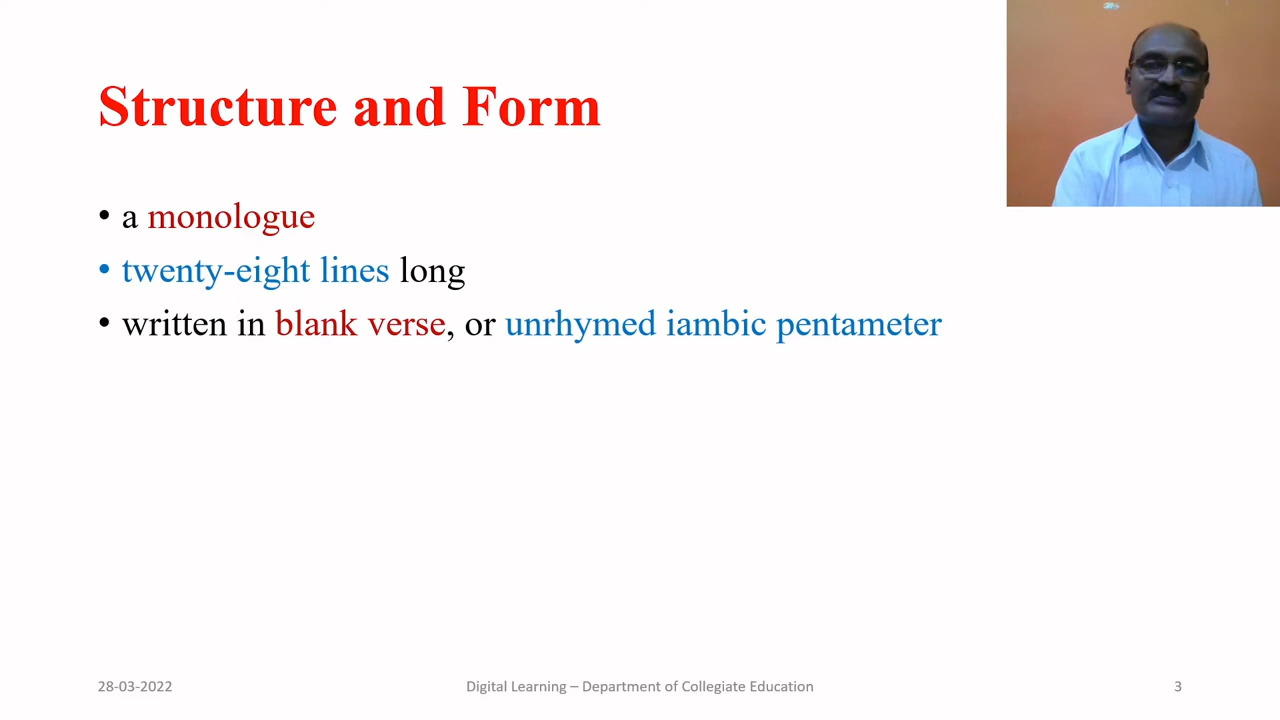 Structure and Form
• a monologue
• twenty-eight lines long
• written in blank verse, or unrhymed iambic pentameter
28-03-2022
Digital Learning – Department of Collegiate Education
3